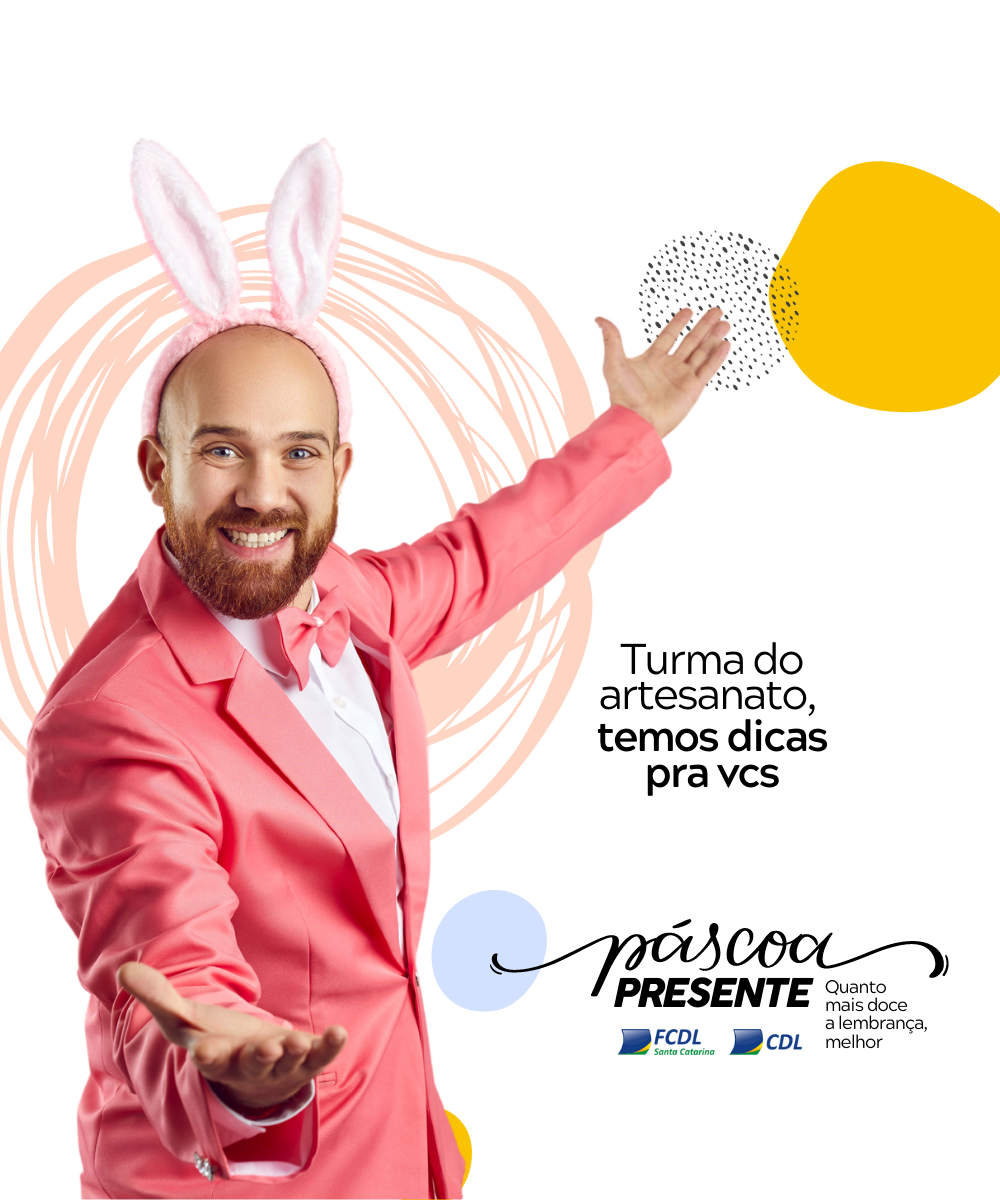 Turma do
artesanato,
temos dicas
pra vcs
páscoa
PRESENTE
Quanto
mais doce
a lembrança,
melhor
FCDL
Santa Catarina
CDL